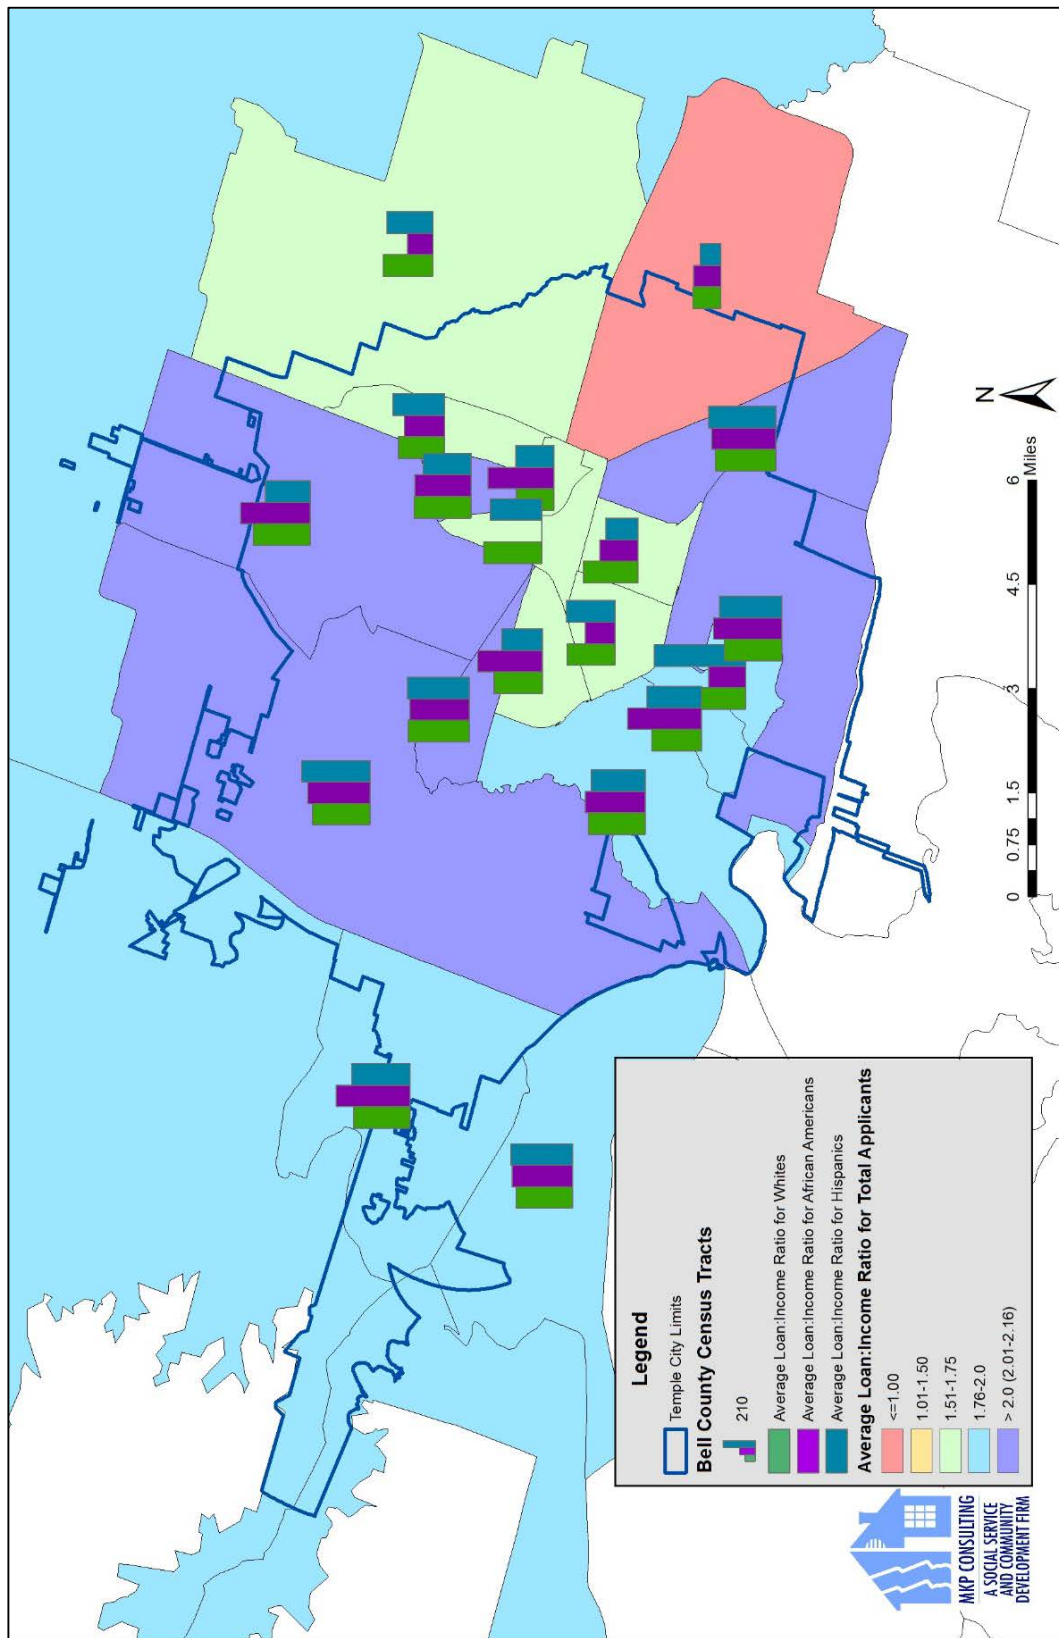 N
0 0.75 1.5 3 4.5 6
Miles
Legend
Temple City Limits
Bell County Census Tracts
210
Average Loan:Income Ratio for Whites
Average Loan:Income Ratio for African Americans
Average Loan:Income Ratio for Hispanics
Average Loan:Income Ratio for Total Applicants
<=1.00
1.01-1.50
1.51-1.75
1.76-2.0
> 2.0 (2.01-2.16)
MKP CONSULTING
A SOCIAL SERVICE
AND COMMUNITY
DEVELOPMENT FIRM